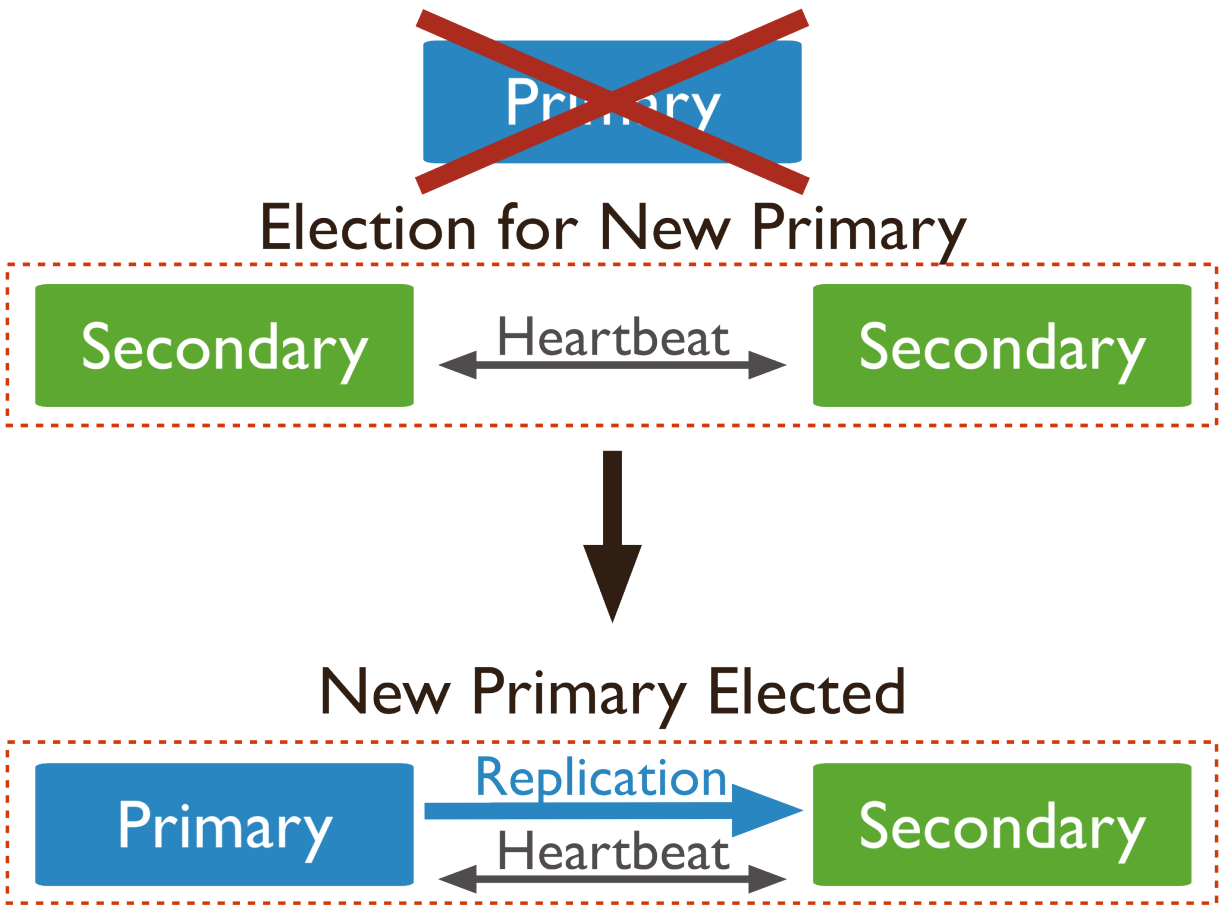 Primary
Election for New Primary
Secondary
Heartbeat
Secondary
New Primary Elected
Primary
Replication
Heartbeat
Secondary